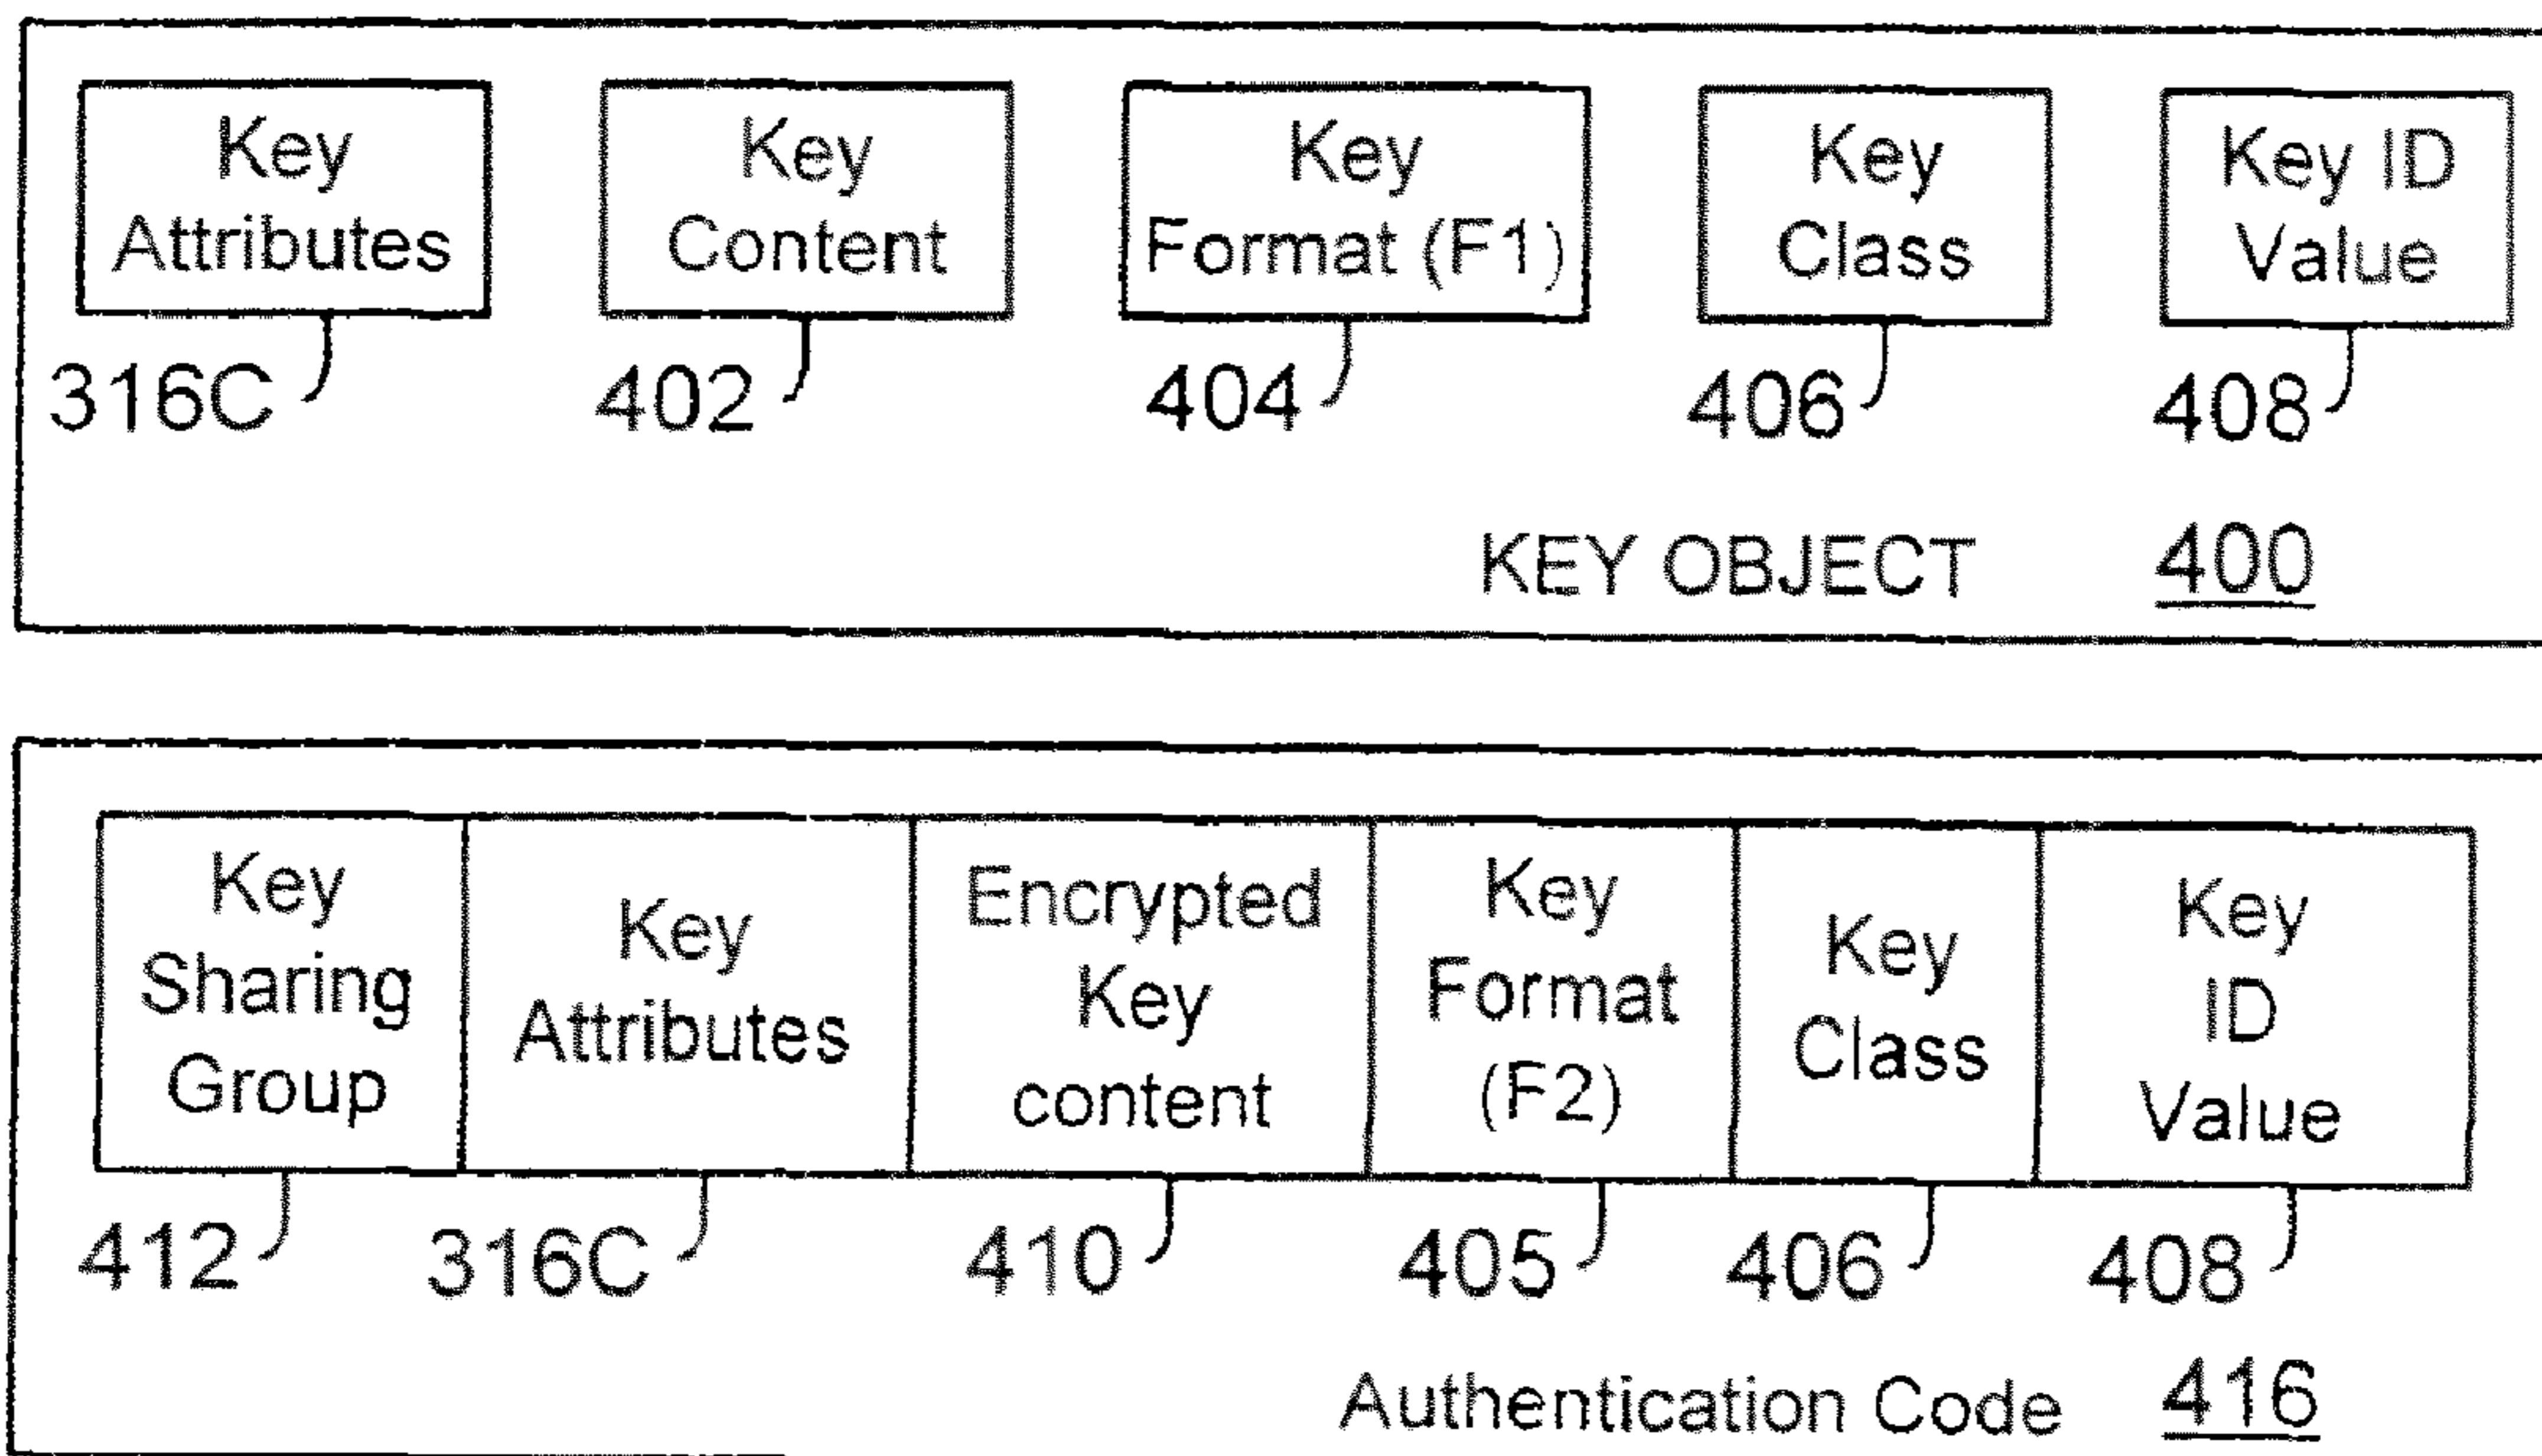 Key
Attributes
316C
Key
Content
402
Key
Format (F1)
404
Key
Class
406
Key ID
Value
408
KEY OBJECT 400
Key
Sharing
Group
412
Key
Attributes
316C
Encrypted
Key
content
410
Key
Format
(F2)
405
Key
Class
406
Key
ID
Value
408
Authentication Code 416